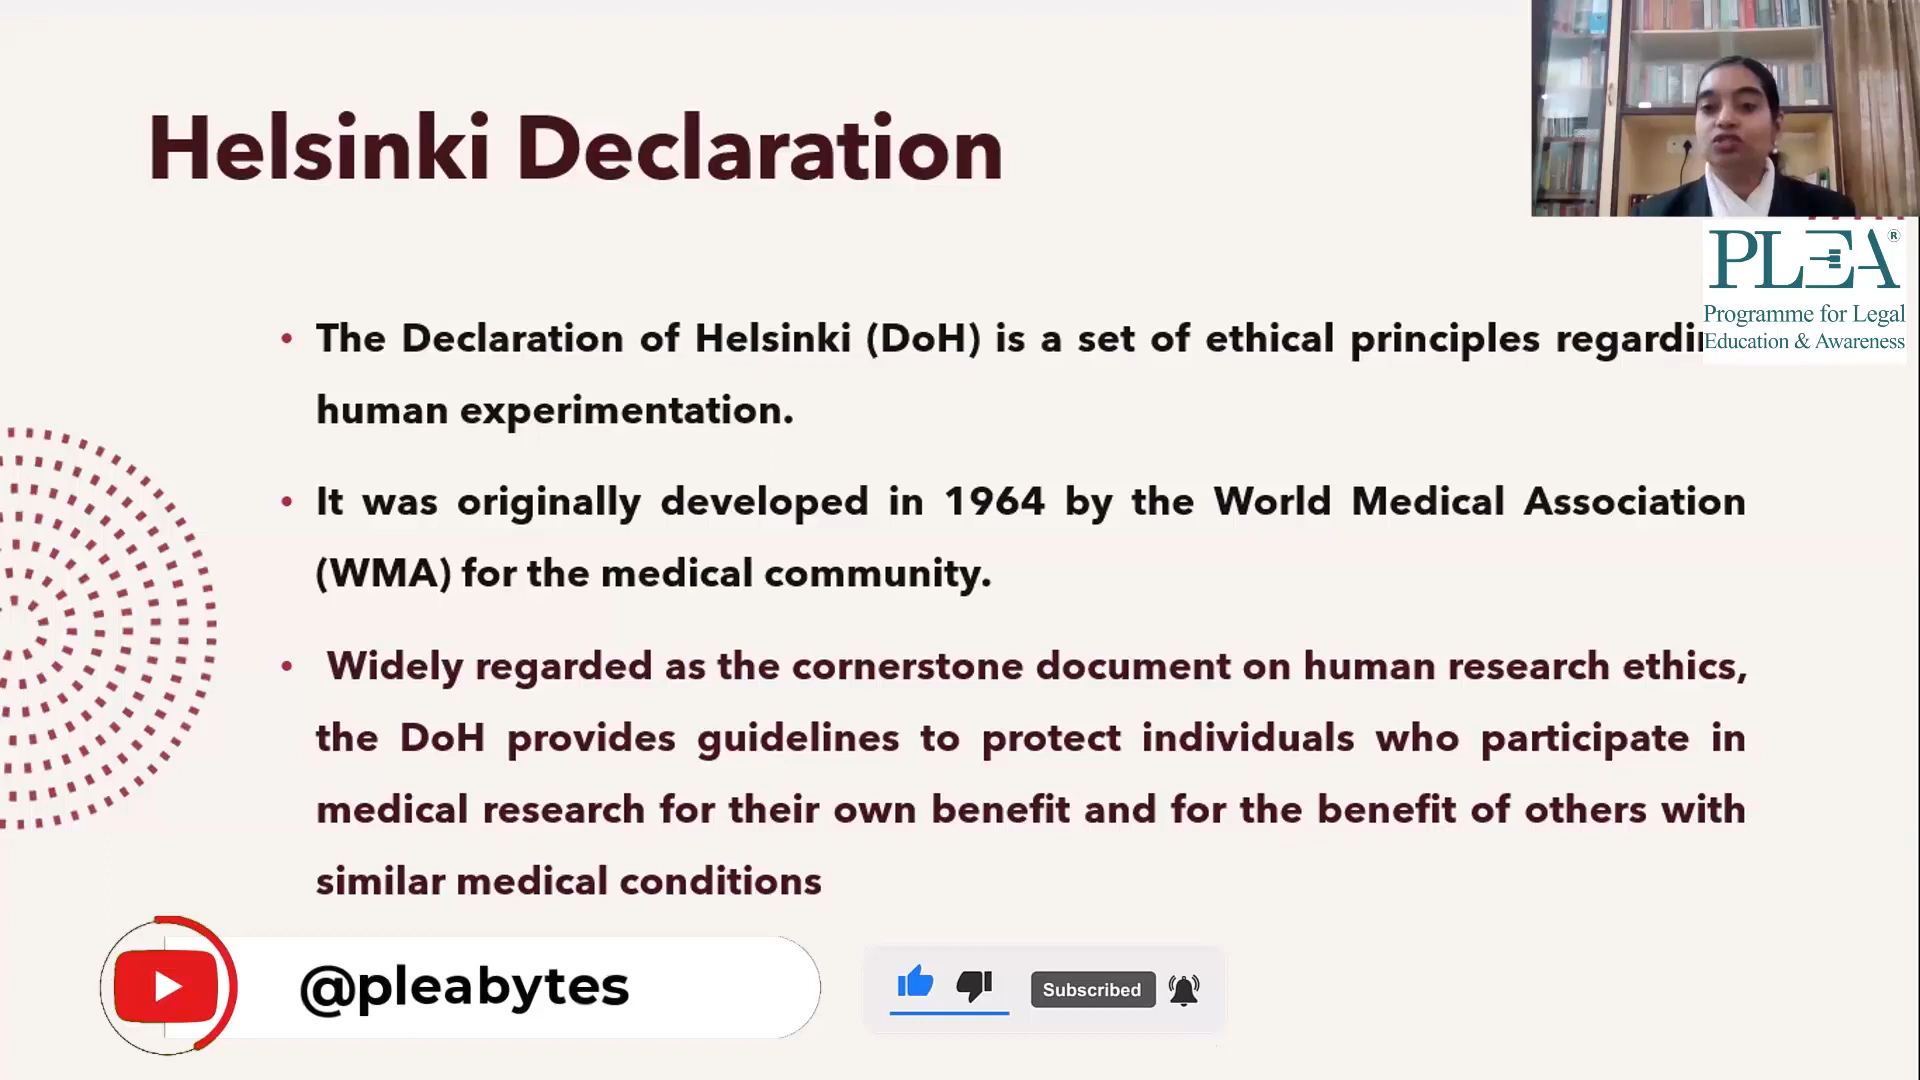 Helsinki Declaration
PLEA®
Programme for Legal
Education & Awareness
• The Declaration of Helsinki (DoH) is a set of ethical principles
human experimentation.
• It was originally developed in 1964 by the World Medical Association
(WMA) for the medical community.
• Widely regarded as the cornerstone document on human research ethics,
the DoH provides guidelines to protect individuals who participate in
medical research for their own benefit and for the benefit of others with
similar medical conditions
@pleabytes
Subscribed